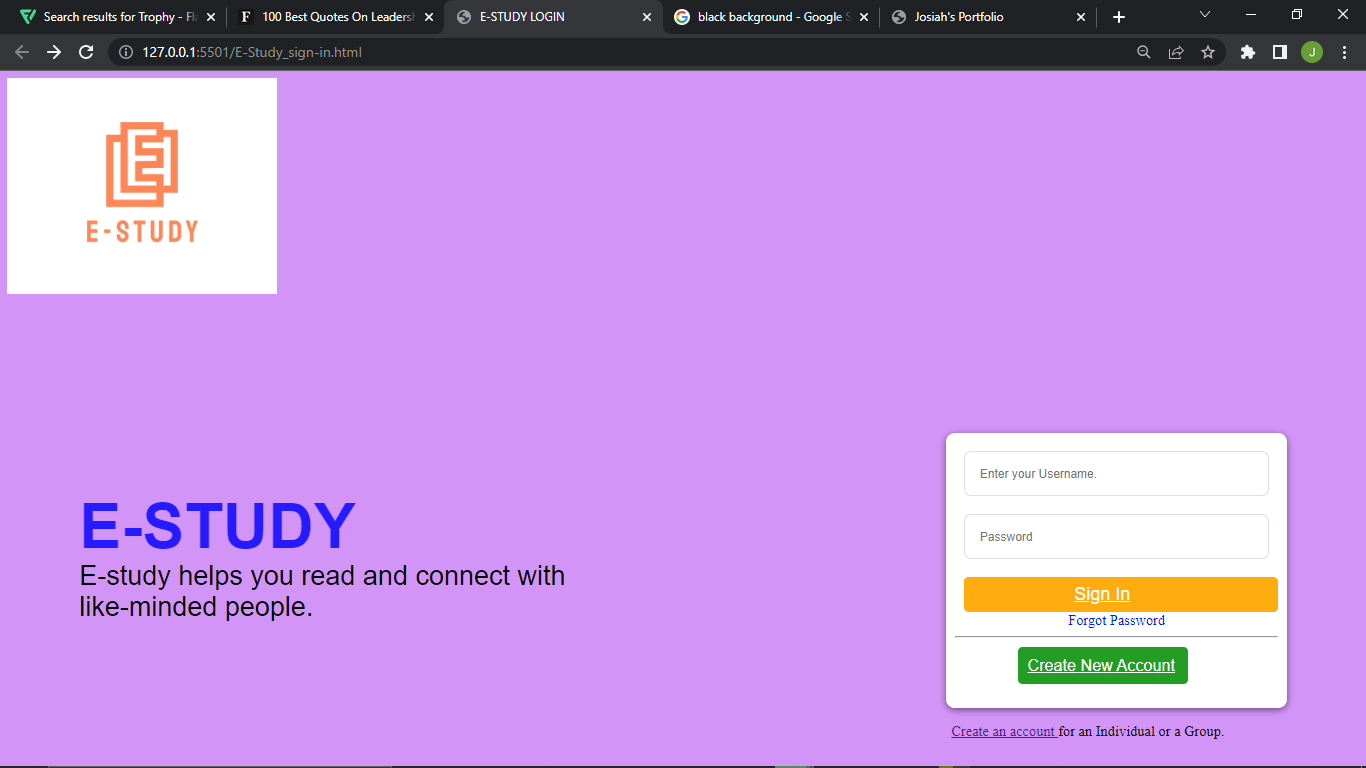 Search results for Trophy - Fla
100 Best Quotes On Leadersh
E-STUDY LOGIN
black background - Google S
Josiah's Portfolio
127.0.0.1:5501/E-Study_sign-in.html
J
E-STUDY
Enter your Username.
Password
E-STUDY
E-study helps you read and connect with
like-minded people.
Sign In
Forgot Password
Create New Account
Create an account for an Individual or a Group.